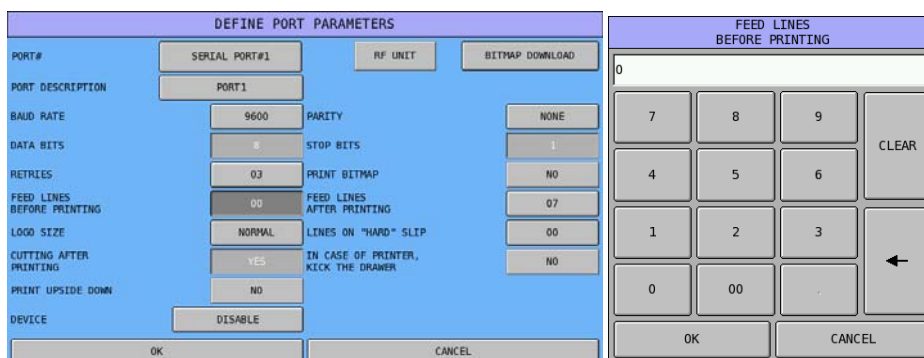 DEFINE PORT PARAMETERS
PORT# SERIAL PORT#1 RF UNIT BITMAP DOWNLOAD
PORT DESCRIPTION PORT1
BAUD RATE 9600 PARITY NONE
DATA BITS 8 STOP BITS 1
RETRIES 03 PRINT BITMAP NO
FEED LINES
BEFORE PRINTING 00 FEED LINES
AFTER PRINTING 07
LOGO SIZE NORMAL LINES ON "HARD" SLIP 00
CUTTING AFTER
PRINTING YES IN CASE OF PRINTER,
KICK THE DRAWER NO
PRINT UPSIDE DOWN NO
DEVICE DISABLE
OK CANCEL
FEED LINES
BEFORE PRINTING
0
7 8 9 CLEAR
4 5 6
1 2 3
0 00 .
OK CANCEL